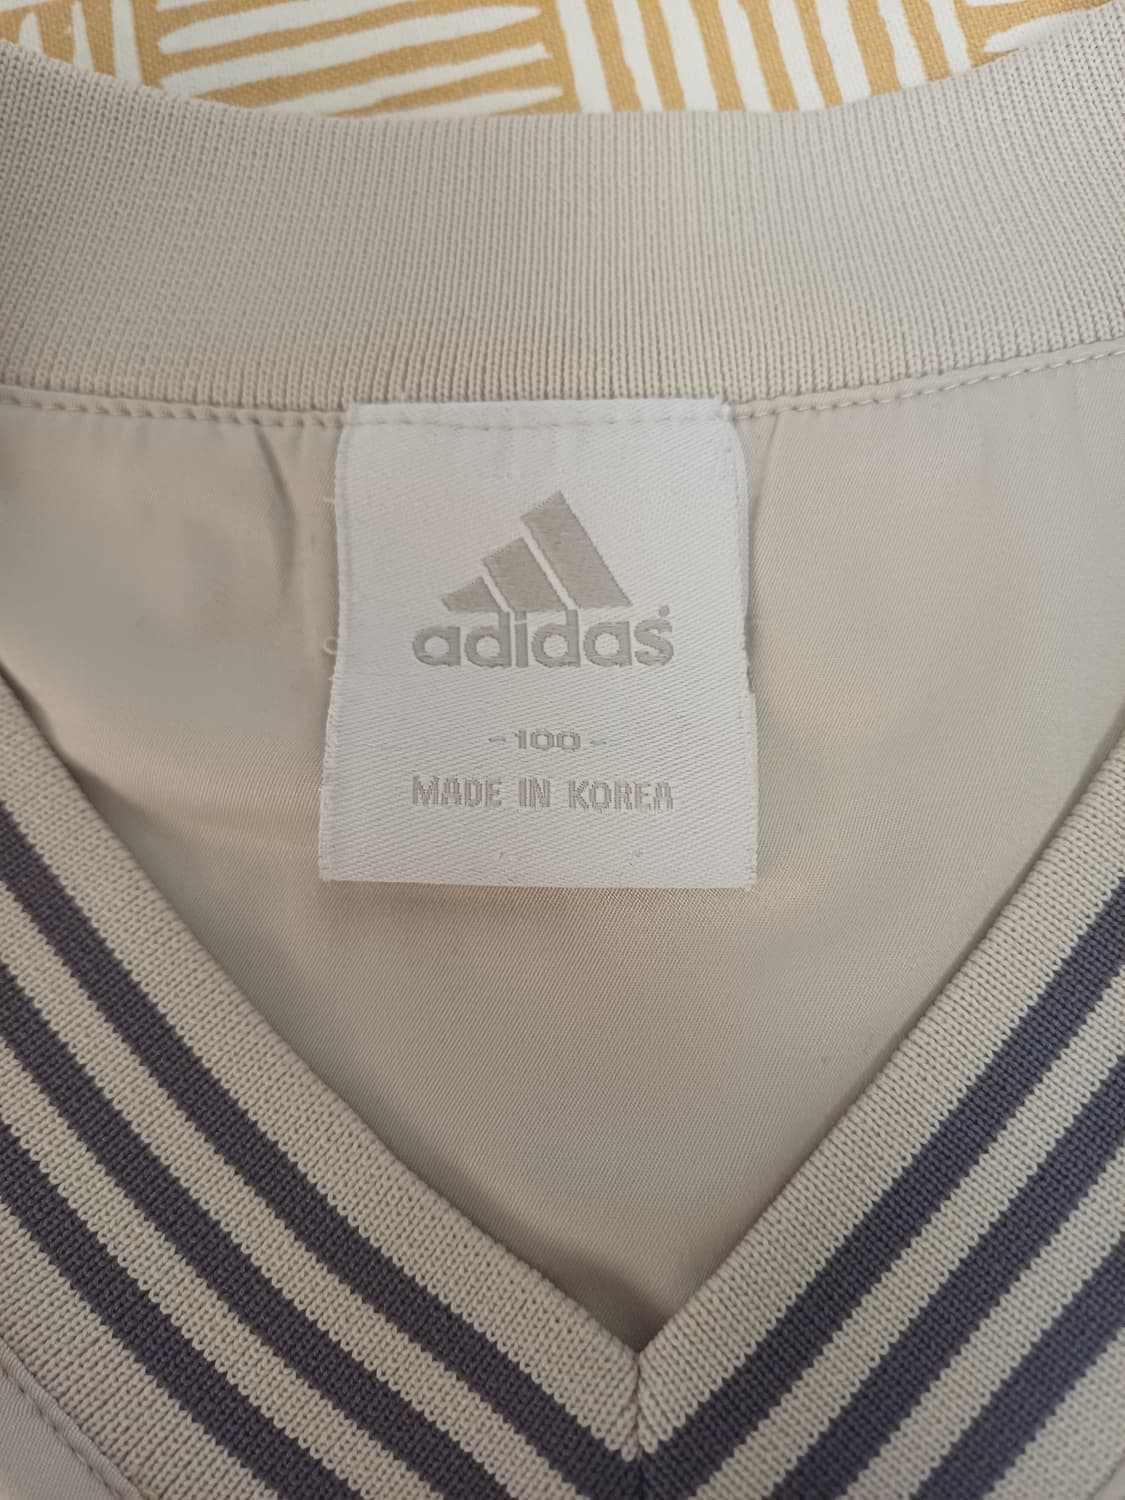 adidas
-100-
MADE IN KOREA